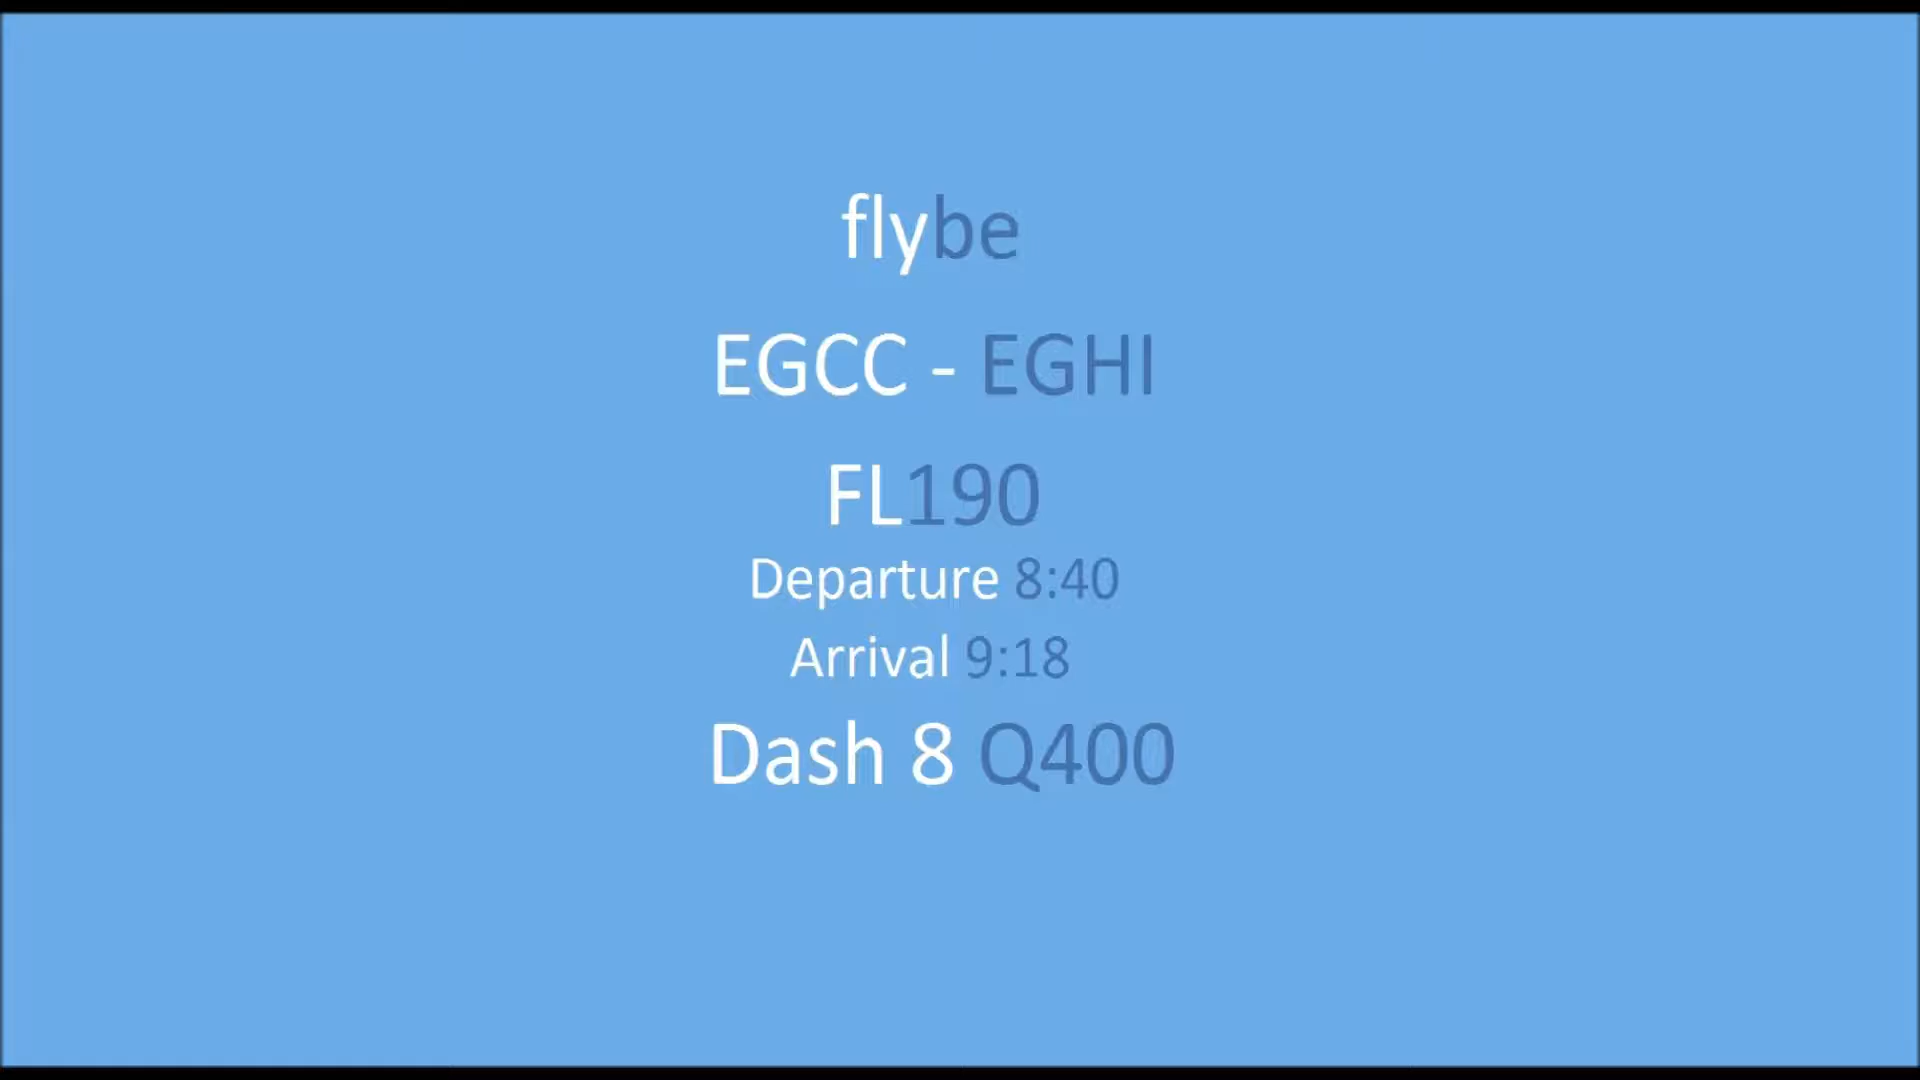 flybe
EGCC - EGHI
FL190
Departure 8:40
Arrival 9:18
Dash 8 Q400